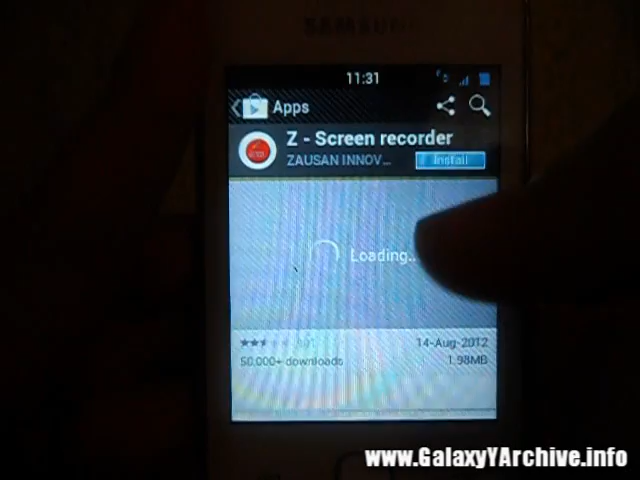 SAMSUNG
11:31
Apps
Z - Screen recorder
ZAUSAN INNOV...
Install
Loading..
14-Aug-2012
50,000+ downloads
1.98MB
www.GalaxyYArchive.info